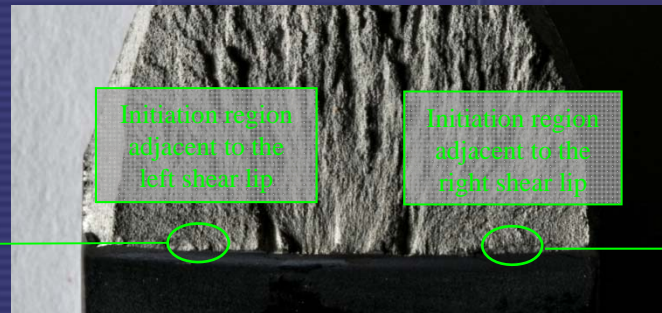 Initiation region
adjacent to the
left shear lip
Initiation region
adjacent to the
right shear lip